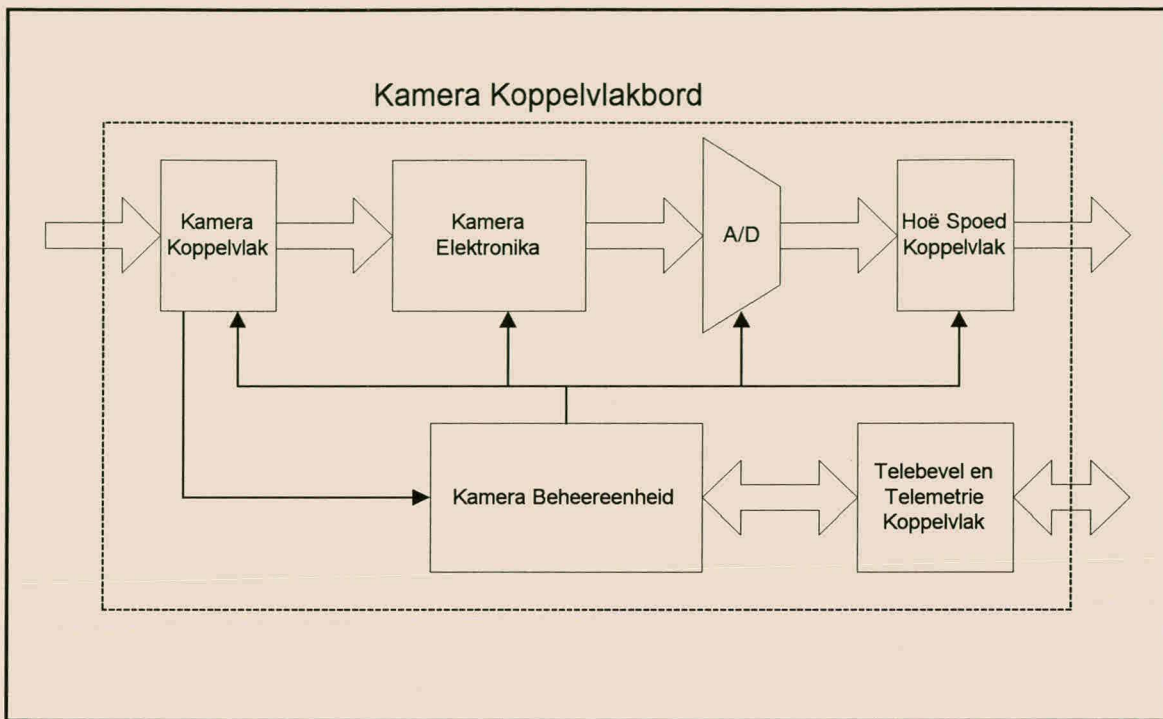 Kamera Koppelvlakbord
Kamera
Koppelvlak
Kamera
Elektronika
A/D
Hoë Spoed
Koppelvlak
Kamera Beheereenheid
Telebevel en
Telemetrie
Koppelvlak